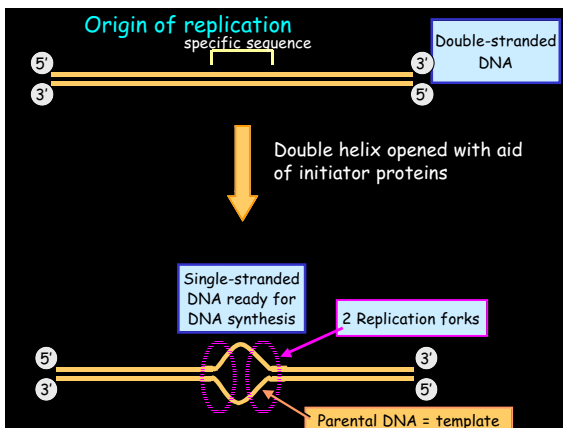 Origin of replication
specific sequence
5’
3’
Double-stranded
DNA
3’
5’
Double helix opened with aid
of initiator proteins
Single-stranded
DNA ready for
DNA synthesis
2 Replication forks
5’
3’
3’
5’
Parental DNA = template